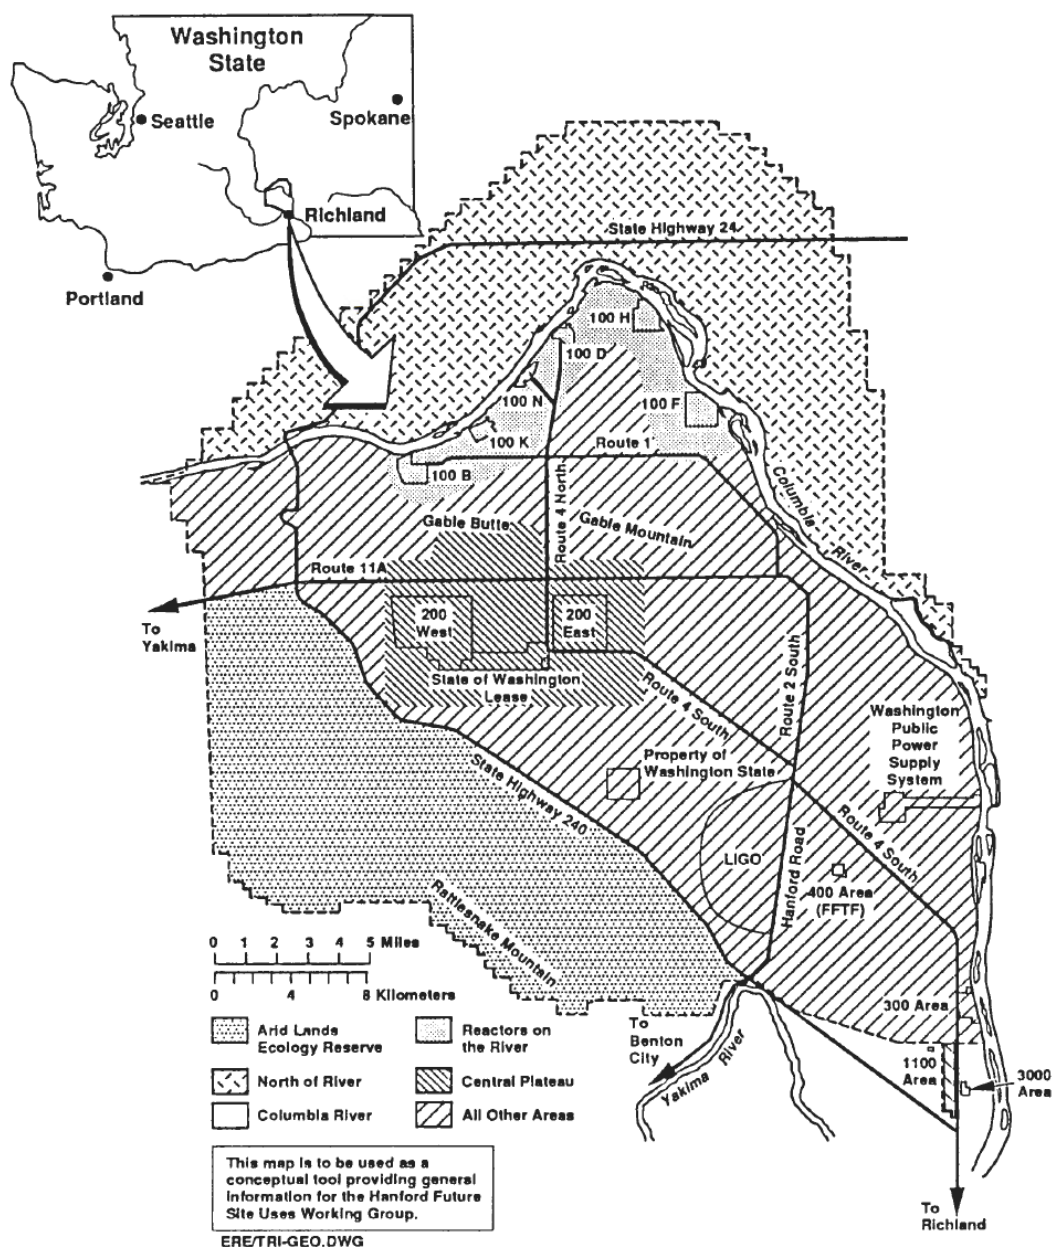 Washington
State
Seattle
Spokane
Richland
Portland
State Highway 24
100 H
100 D
100 N
100 F
100 K
Route 1
100 B
Columbia
River
Route 4 North
Gable Butte
Gable Mountain
Route 11A
To
Yakima
200
West
200
East
State of Washington
Lease
Route 4 South
Route 2 South
Washington
Public
Power
Supply
System
Property of
Washington State
State Highway 240
Route 4 South
LIGO
Hanford Road
400 Area
(FFTF)
Rattlesnake Mountain
0 1 2 3 4 5 Miles
0 4 8 Kilometers
300 Area
To
Benton
City
Yakima River
1100
Area
3000
Area
Arid Lands
Ecology Reserve
Reactors on
the River
North of River
Central Plateau
Columbia River
All Other Areas
This map is to be used as a
conceptual tool providing general
information for the Hanford Future
Site Uses Working Group.
To
Richland
ERE/TRI-GEO.DWG